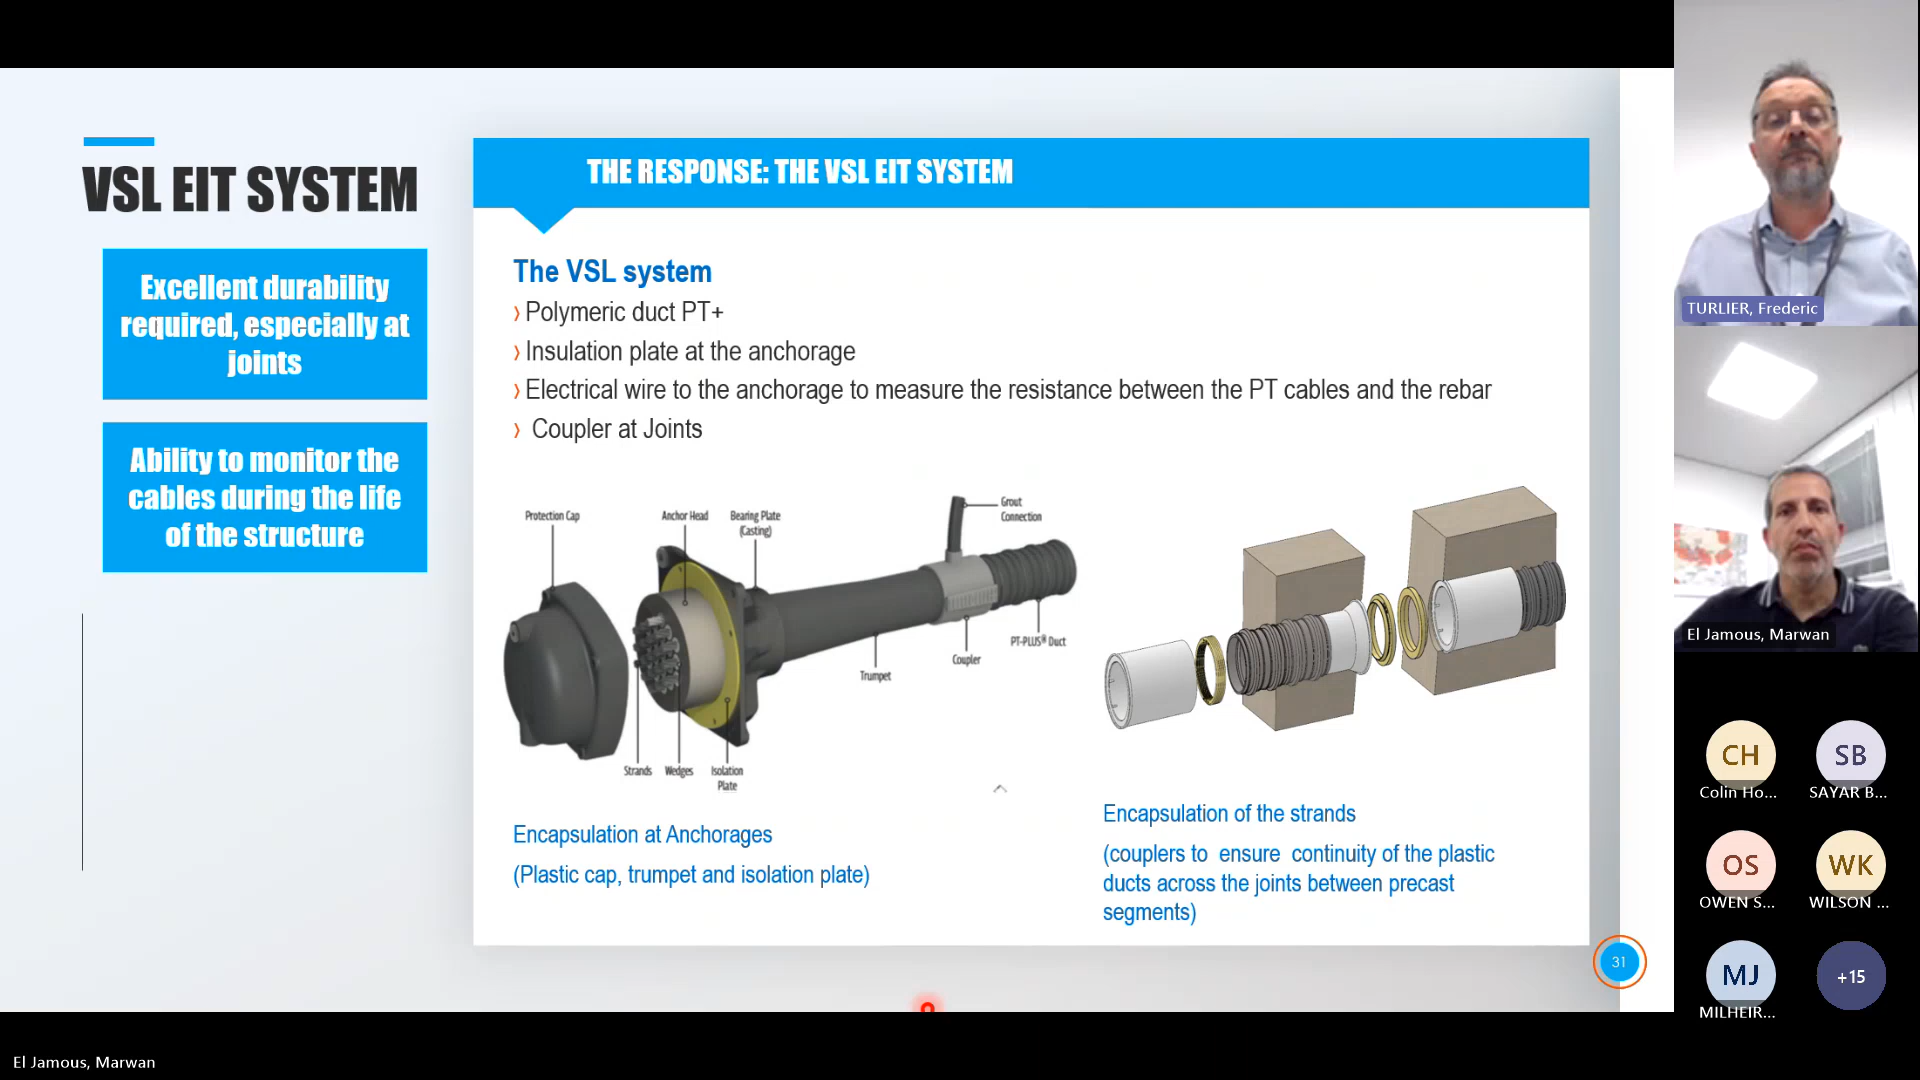 VSL EIT SYSTEM
Excellent durability
required, especially at
joints
Ability to monitor the
cables during the life
of the structure
THE RESPONSE: THE VSL EIT SYSTEM
The VSL system
› Polymeric duct PT+
› Insulation plate at the anchorage
› Electrical wire to the anchorage to measure the resistance between the PT cables and the rebar
› Coupler at Joints
Protection Cap
Anchor Head
Bearing Plate
(Casting)
Grout
Connection
PT-PLUS® Duct
Coupler
Trumpet
Strands
Wedges
Isolation
Plate
Encapsulation at Anchorages
(Plastic cap, trumpet and isolation plate)
Encapsulation of the strands
(couplers to ensure continuity of the plastic
ducts across the joints between precast
segments)
31
TURLIER, Frederic
El Jamous, Marwan
CH
Colin Ho...
SB
SAYAR B...
OS
OWEN S...
WK
WILSON ...
MJ
MILHEIR...
+15
El Jamous, Marwan